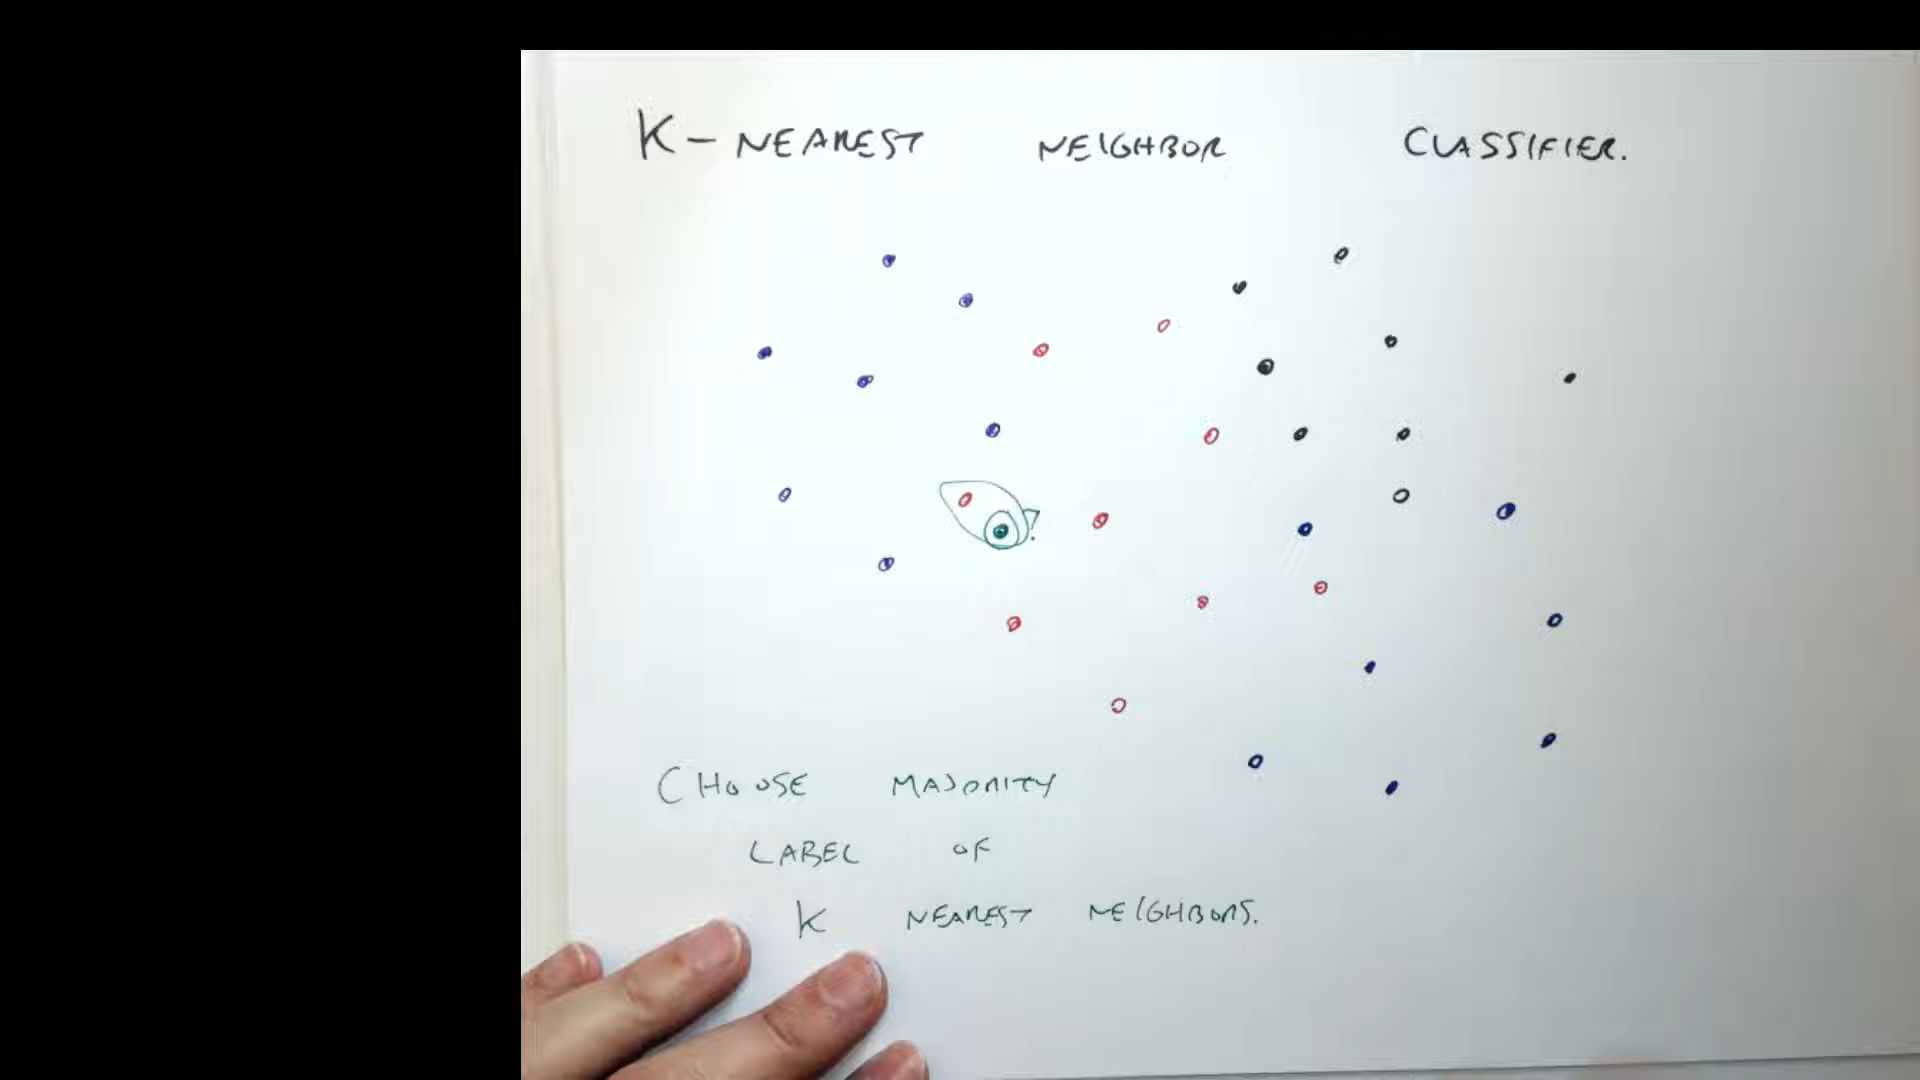 K-NEAREST NEIGHBOR CLASSIFIER.
?
CHOOSE MAJORITY
LABEL OF
K NEAREST NEIGHBORS.